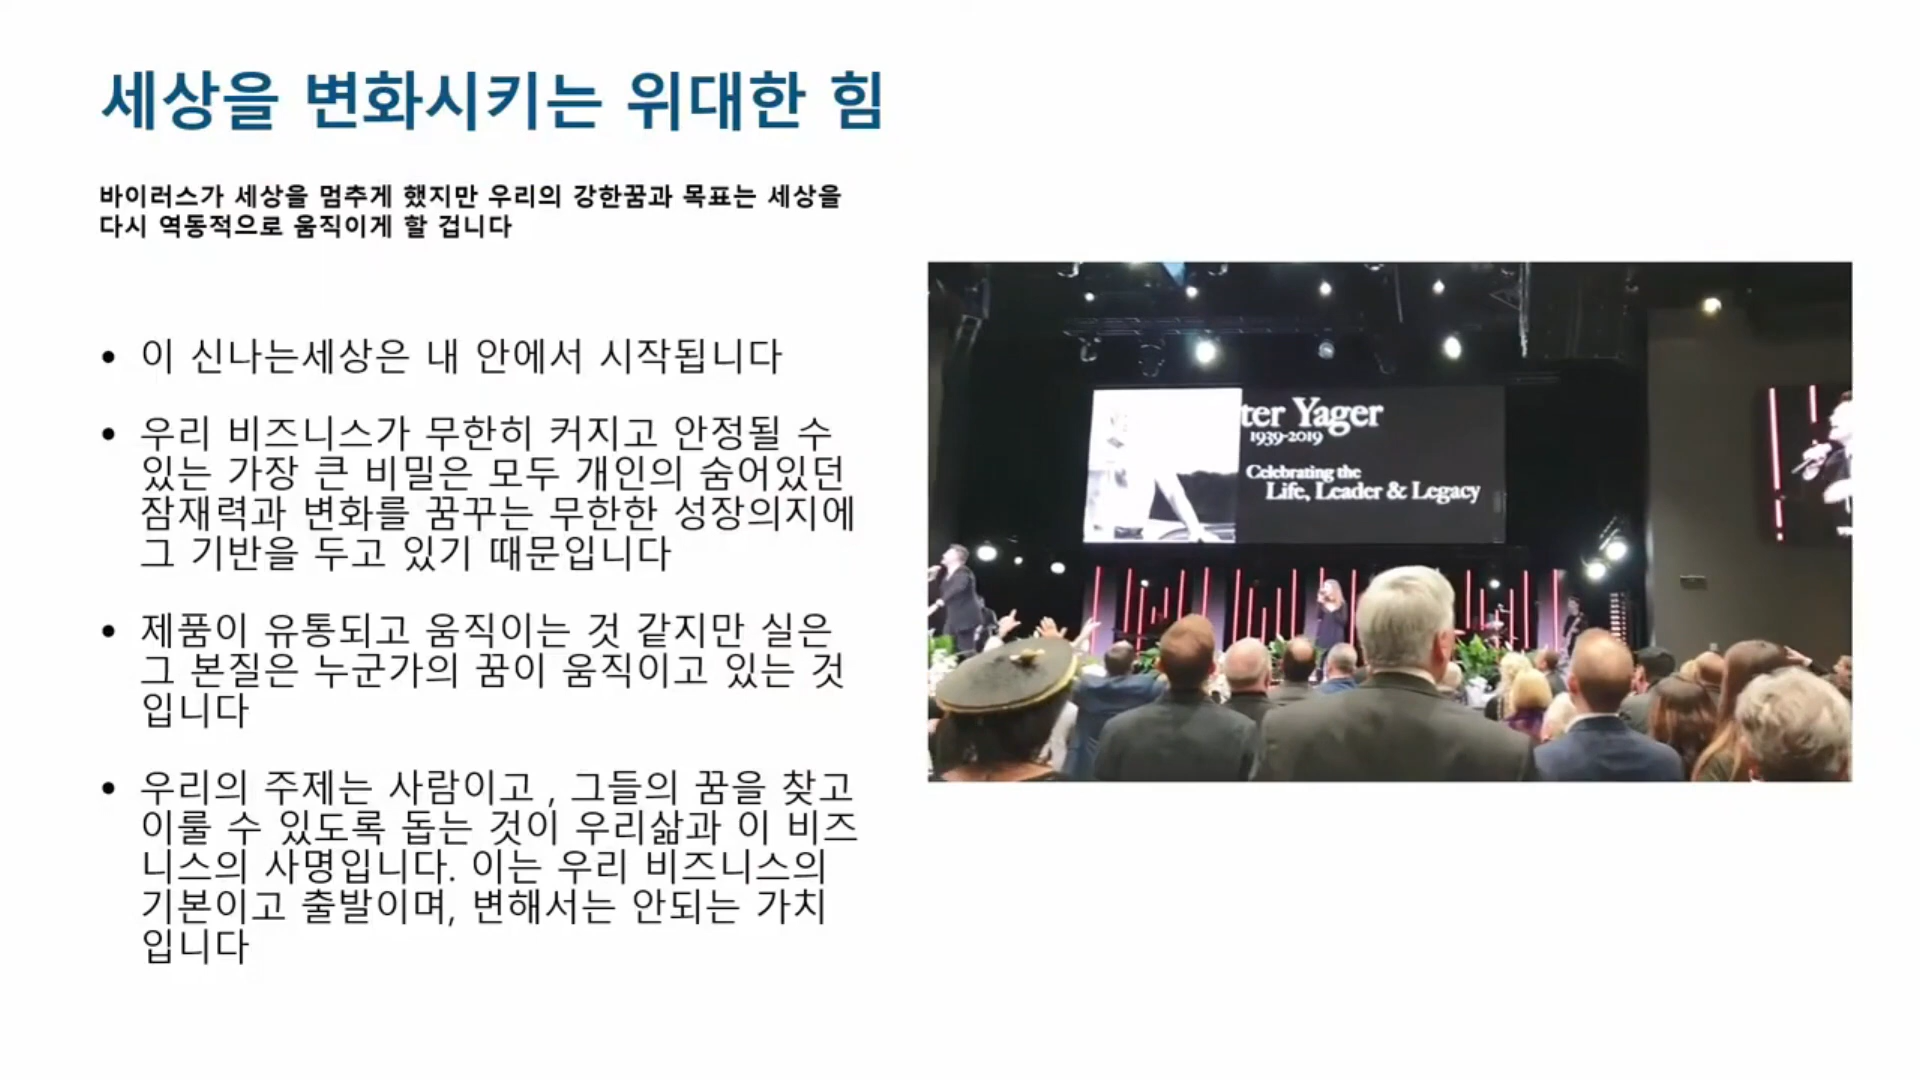 세상을 변화시키는 위대한 힘
바이러스가 세상을 멈추게 했지만 우리의 강한꿈과 목표는 세상을
다시 역동적으로 움직이게 할 겁니다
• 이 신나는세상은 내 안에서 시작됩니다
• 우리 비즈니스가 무한히 커지고 안정될 수
있는 가장 큰 비밀은 모두 개인의 숨어있던
잠재력과 변화를 꿈꾸는 무한한 성장의지에
그 기반을 두고 있기 때문입니다
• 제품이 유통되고 움직이는 것 같지만 실은
그 본질은 누군가의 꿈이 움직이고 있는 것
입니다
• 우리의 주제는 사람이고 , 그들의 꿈을 찾고
이룰 수 있도록 돕는 것이 우리삶과 이 비즈
니스의 사명입니다. 이는 우리 비즈니스의
기본이고 출발이며, 변해서는 안되는 가치
입니다
ter Yager
1939-2019
Celebrating the
Life, Leader & Legacy